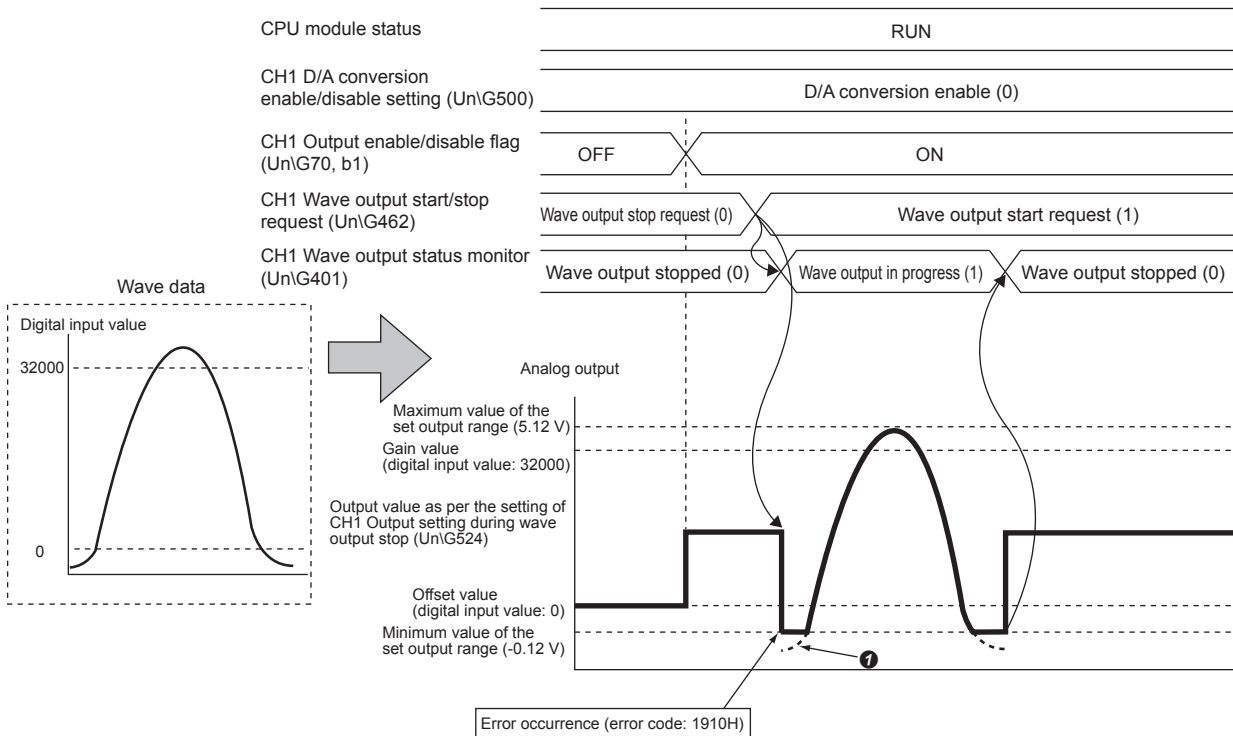 CPU module status
RUN
CH1 D/A conversion
enable/disable setting (Un\G500)
D/A conversion enable (0)
CH1 Output enable/disable flag
(Un\G70, b1)
OFF
ON
CH1 Wave output start/stop
request (Un\G462)
Wave output stop request (0)
Wave output start request (1)
CH1 Wave output status monitor
(Un\G401)
Wave output stopped (0)
Wave output in progress (1)
Wave output stopped (0)
Wave data
Digital input value
32000
0
Analog output
Maximum value of the
set output range (5.12 V)
Gain value
(digital input value: 32000)
Output value as per the setting of
CH1 Output setting during wave
output stop (Un\G524)
Offset value
(digital input value: 0)
Minimum value of the
set output range (-0.12 V)
❶
Error occurrence (error code: 1910H)